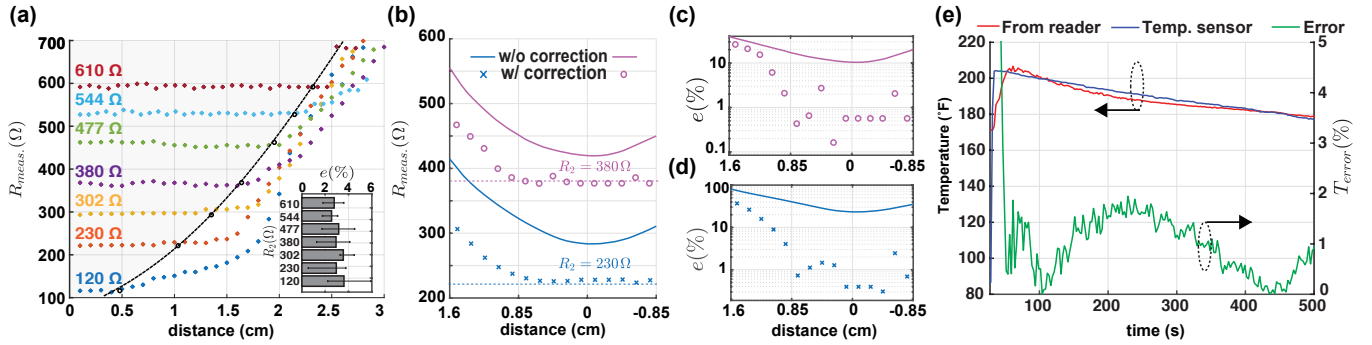 (a)
R_meas.(Ω)
700
600
500
400
300
200
100
610 Ω
544 Ω
477 Ω
380 Ω
302 Ω
230 Ω
120 Ω
0 0.5 1 1.5 2 2.5 3
distance (cm)
e(%)
0 2 4 6
R_2(Ω)
610
544
477
380
302
230
120
(b)
R_meas.(Ω)
600
500
400
300
200
w/o correction
w/ correction
R_2 = 380 Ω
R_2 = 230 Ω
1.6 0.85 0 -0.85
distance (cm)
(c)
e(%)
10
1
0.1
1.6 0.85 0 -0.85
(d)
e(%)
100
10
1
1.6 0.85 0 -0.85
distance (cm)
(e)
From reader Temp. sensor Error
Temperature (°F)
220
200
180
160
140
120
100
80
100 200 300 400 500
time (s)
5
4
3
2
1
0
T_error(%)